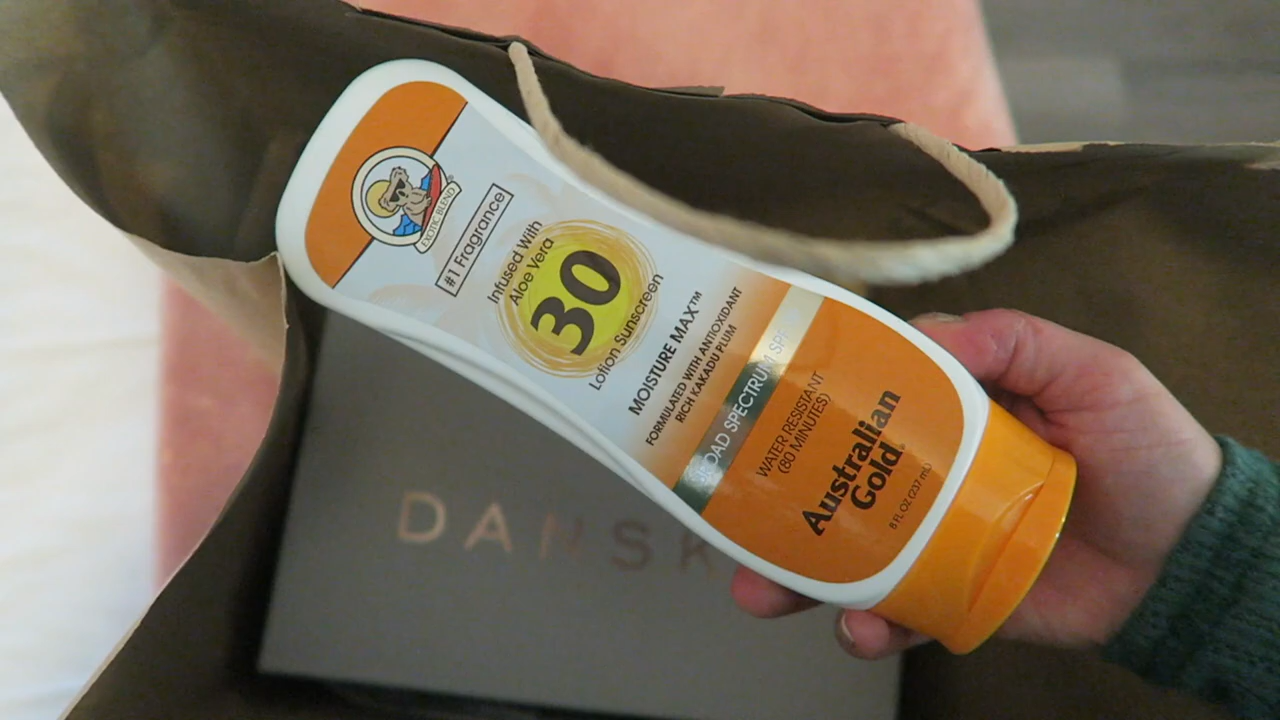 EXOTIC BLEND
#1 Fragrance
Infused With
Aloe Vera
30
Lotion Sunscreen
MOISTURE MAX™
FORMULATED WITH ANTIOXIDANT
RICH KAKADU PLUM
BROAD SPECTRUM SPF
WATER RESISTANT
(80 MINUTES)
Australian
Gold
8 FL OZ (237 mL)
DANSK